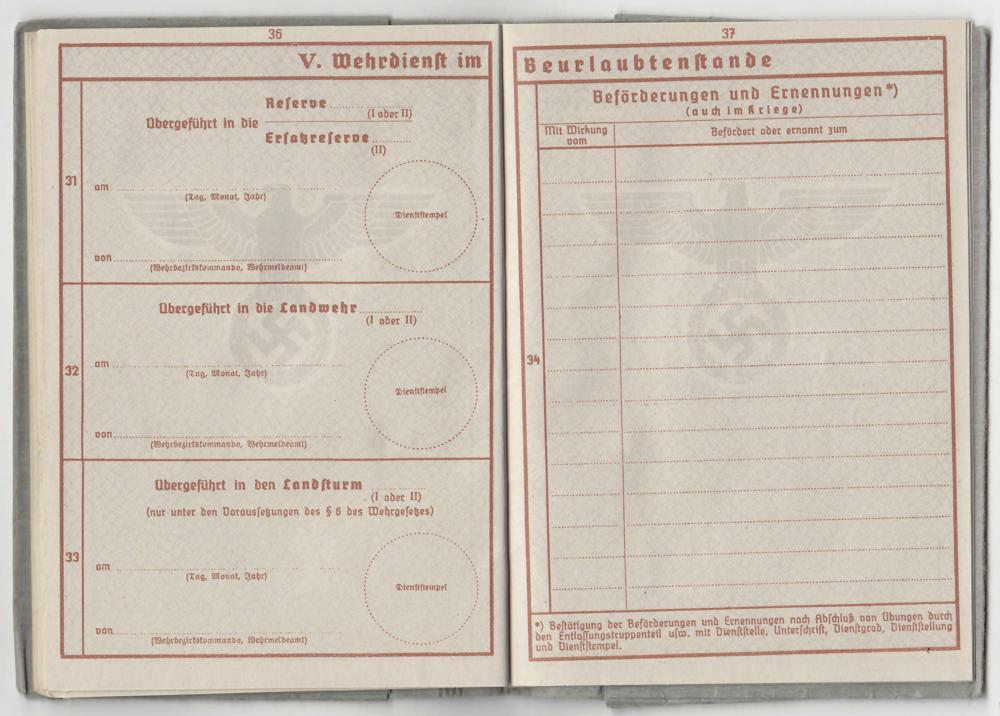 36
V. Wehrdienst im
31
Übergeführt in die
Reserve
(I oder II)
Ersatzreserve
(II)
am
(Tag, Monat, Jahr)
Dienststempel
von
(Wehrbezirkskommando, Wehrmeldeamt)
32
Übergeführt in die Landwehr
(I oder II)
am
(Tag, Monat, Jahr)
Dienststempel
von
(Wehrbezirkskommando, Wehrmeldeamt)
33
Übergeführt in den Landsturm
(I oder II)
(nur unter den Voraussetzungen des § 6 des Wehrgesetzes)
am
(Tag, Monat, Jahr)
Dienststempel
von
(Wehrbezirkskommando, Wehrmeldeamt)
37
Beurlaubtenstande
Beförderungen und Ernennungen*)
(auch im Kriege)
Mit Wirkung
vom
Befördert oder ernannt zum
34
*) Bestätigung der Beförderungen und Ernennungen nach Abschluß von Übungen durch
den Entlassungstruppenteil usw. mit Dienststelle, Unterschrift, Dienstgrad, Dienststellung
und Dienststempel.